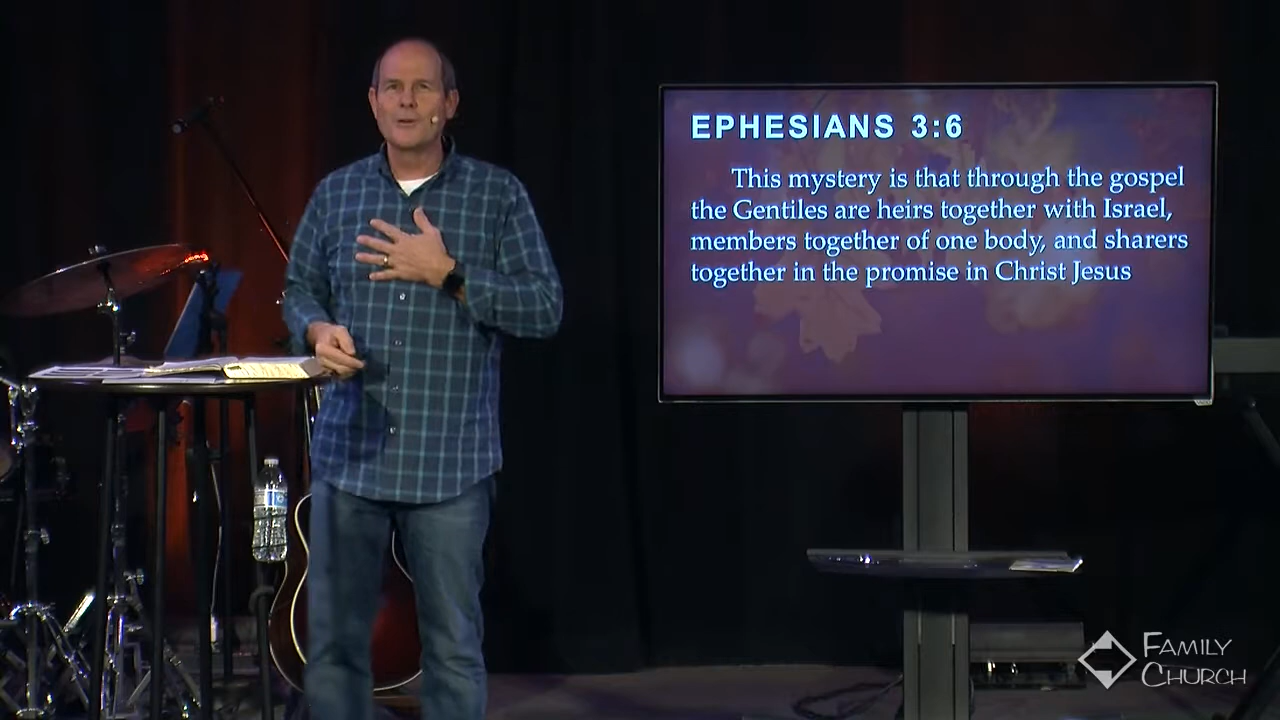 EPHESIANS 3:6
This mystery is that through the gospel
the Gentiles are heirs together with Israel,
members together of one body, and sharers
together in the promise in Christ Jesus
FAMILY
CHURCH